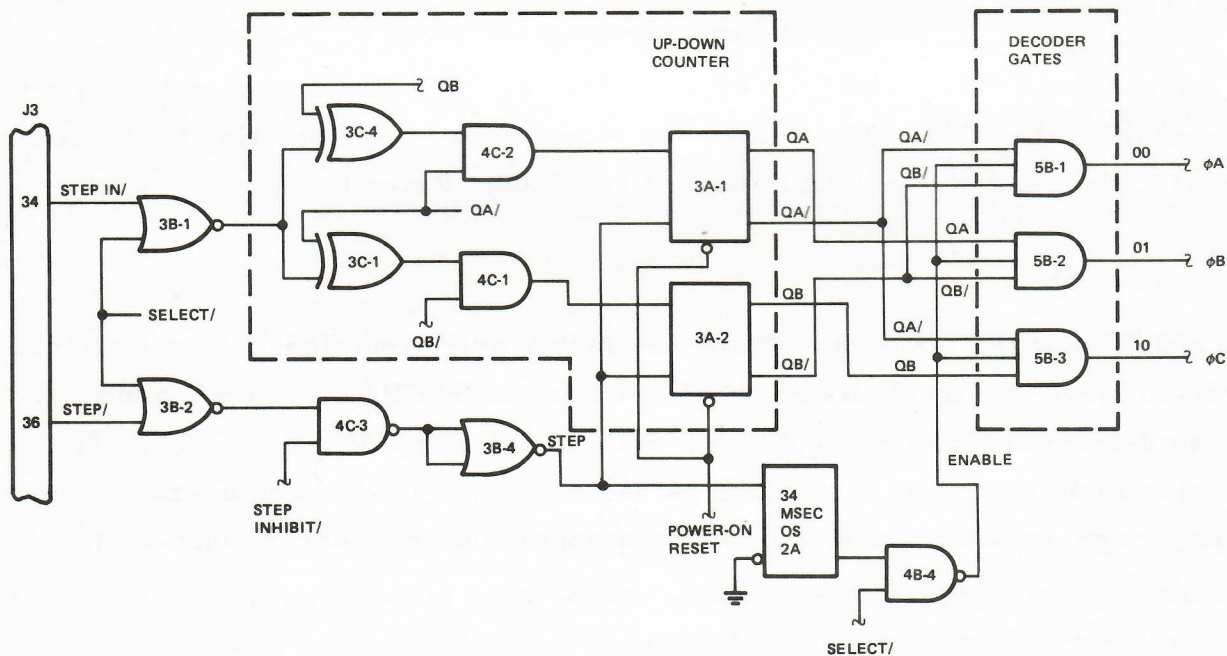 UP-DOWN
COUNTER
DECODER
GATES
J3
QB
3C-4
4C-2
3A-1
QA
QA/
QA/
QB/
5B-1
00
φA
34
STEP IN/
3B-1
QA/
QA/
3C-1
4C-1
QA
QB/
5B-2
01
φB
SELECT/
QB/
3A-2
QB
QB/
QA/
QB
5B-3
10
φC
36
STEP/
3B-2
4C-3
3B-4
STEP
ENABLE
STEP
INHIBIT/
POWER-ON
RESET
34
MSEC
OS
2A
4B-4
SELECT/